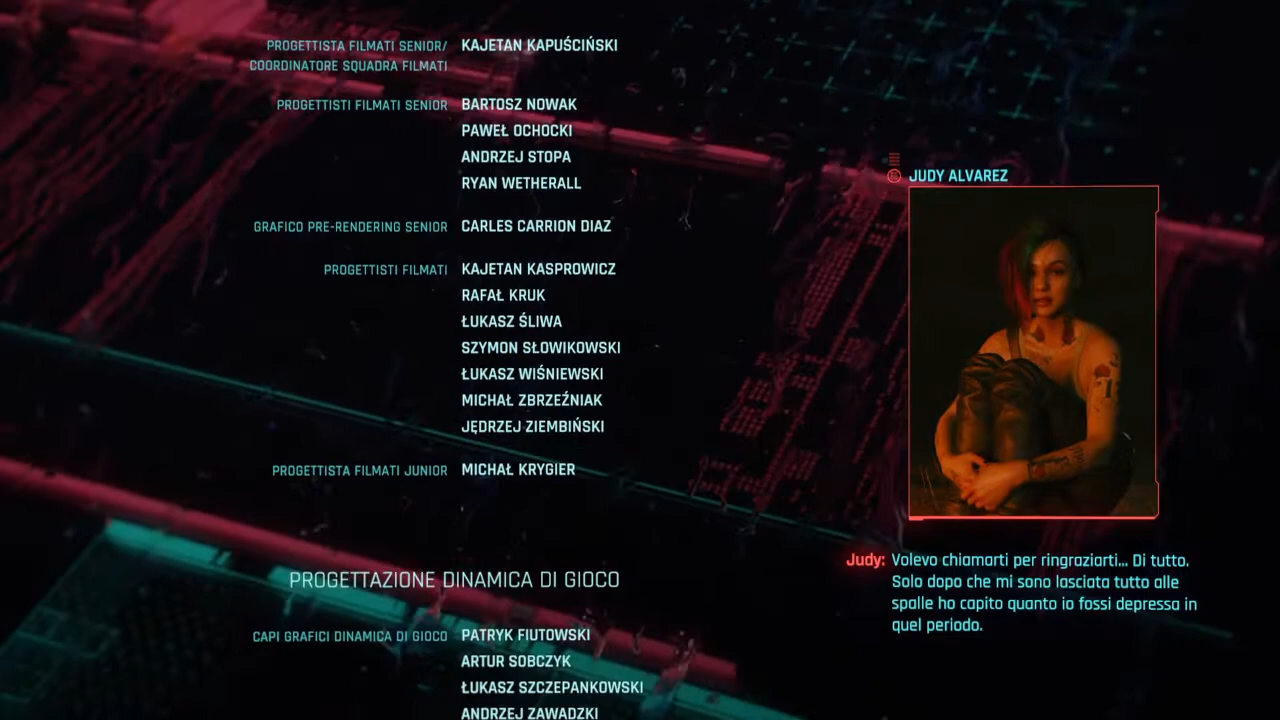 PROGETTISTA FILMATI SENIOR/ KAJETAN KAPUŚCIŃSKI
COORDINATORE SQUADRA FILMATI
PROGETTISTI FILMATI SENIOR BARTOSZ NOWAK
PAWEŁ OCHOCKI
ANDRZEJ STOPA
RYAN WETHERALL
GRAFICO PRE-RENDERING SENIOR CARLES CARRION DIAZ
PROGETTISTI FILMATI KAJETAN KASPROWICZ
RAFAŁ KRUK
ŁUKASZ ŚLIWA
SZYMON SŁOWIKOWSKI
ŁUKASZ WIŚNIEWSKI
MICHAŁ ZBRZEŹNIAK
JĘDRZEJ ZIEMBIŃSKI
PROGETTISTA FILMATI JUNIOR MICHAŁ KRYGIER
PROGETTAZIONE DINAMICA DI GIOCO
CAPI GRAFICI DINAMICA DI GIOCO PATRYK FIUTOWSKI
ARTUR SOBCZYK
ŁUKASZ SZCZEPANKOWSKI
ANDRZEJ ZAWADZKI
JUDY ALVAREZ
Judy: Volevo chiamarti per ringraziarti... Di tutto.
Solo dopo che mi sono lasciata tutto alle
spalle ho capito quanto io fossi depressa in
quel periodo.